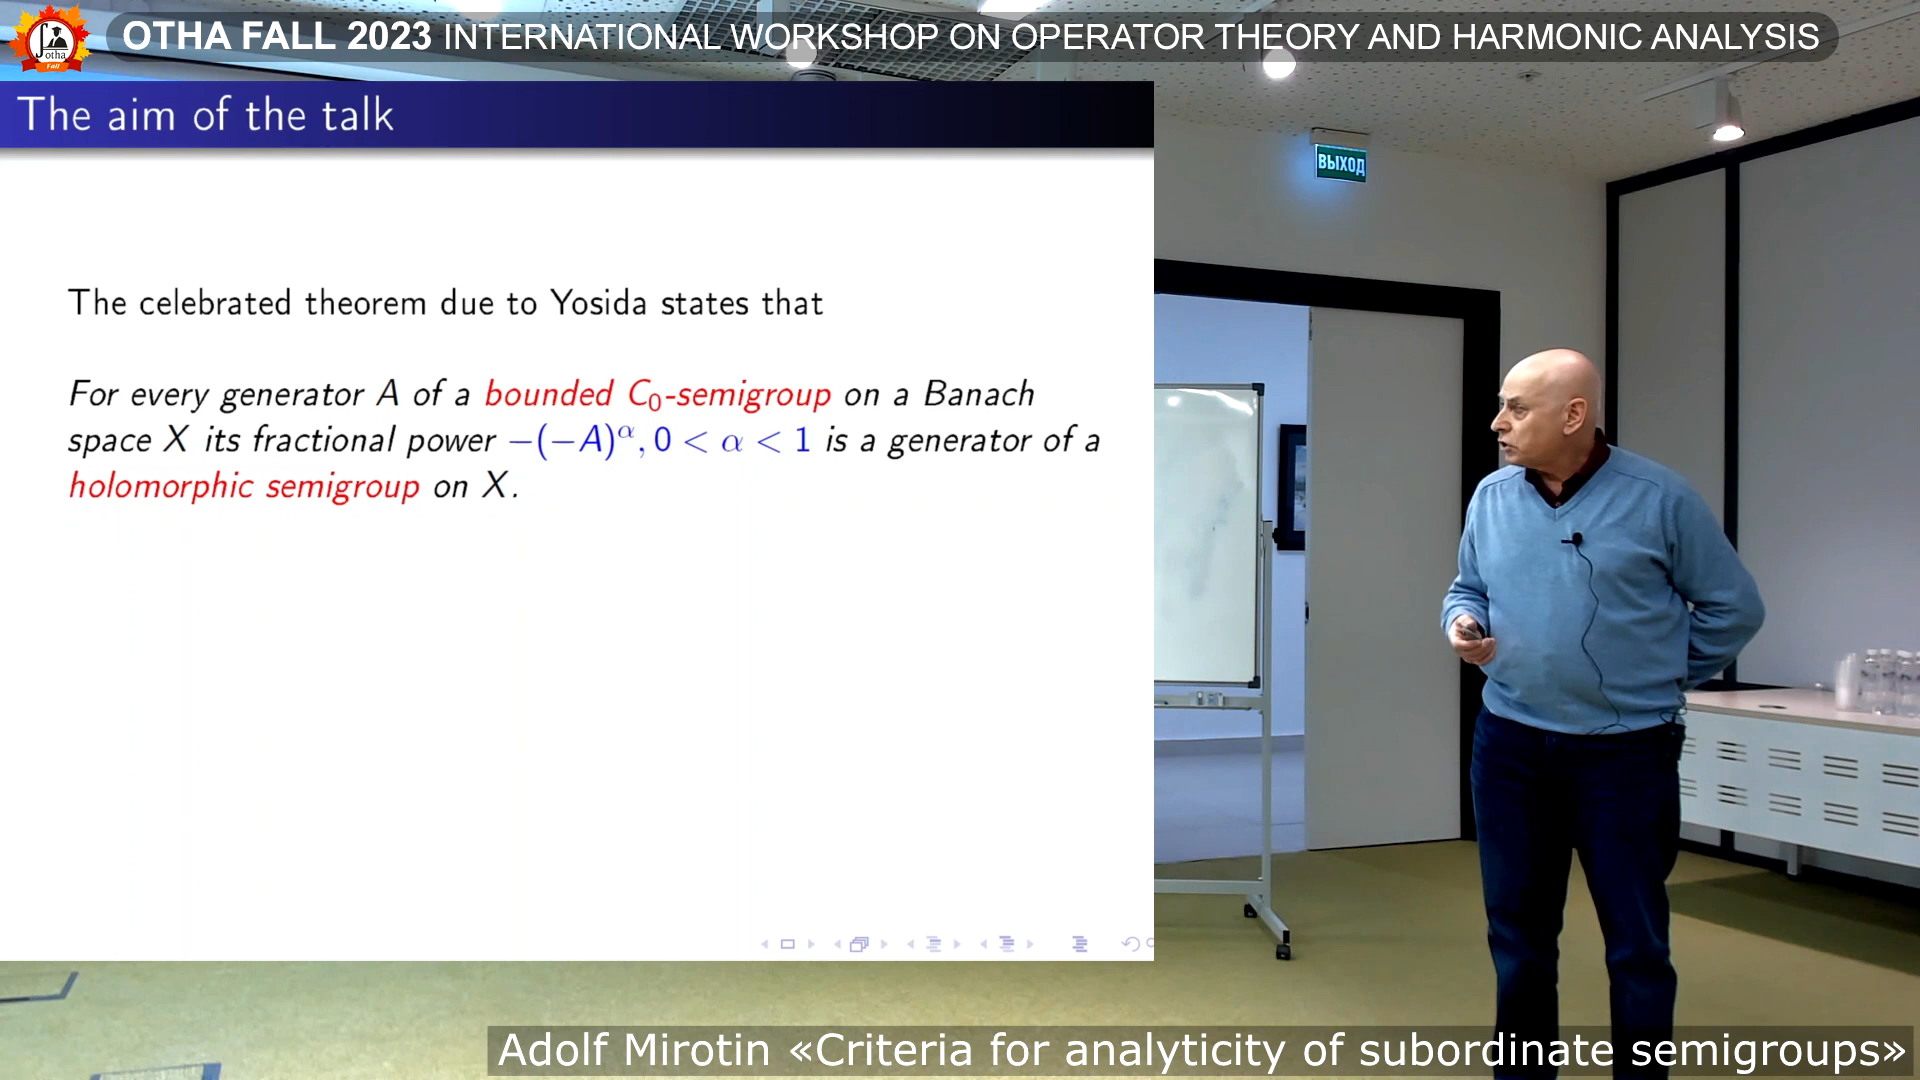 otha
Fall
OTHA FALL 2023 INTERNATIONAL WORKSHOP ON OPERATOR THEORY AND HARMONIC ANALYSIS
The aim of the talk
ВЫХОД
The celebrated theorem due to Yosida states that
For every generator A of a bounded C₀-semigroup on a Banach
space X its fractional power −(−A)^α, 0 < α < 1 is a generator of a
holomorphic semigroup on X.
Adolf Mirotin «Criteria for analyticity of subordinate semigroups»